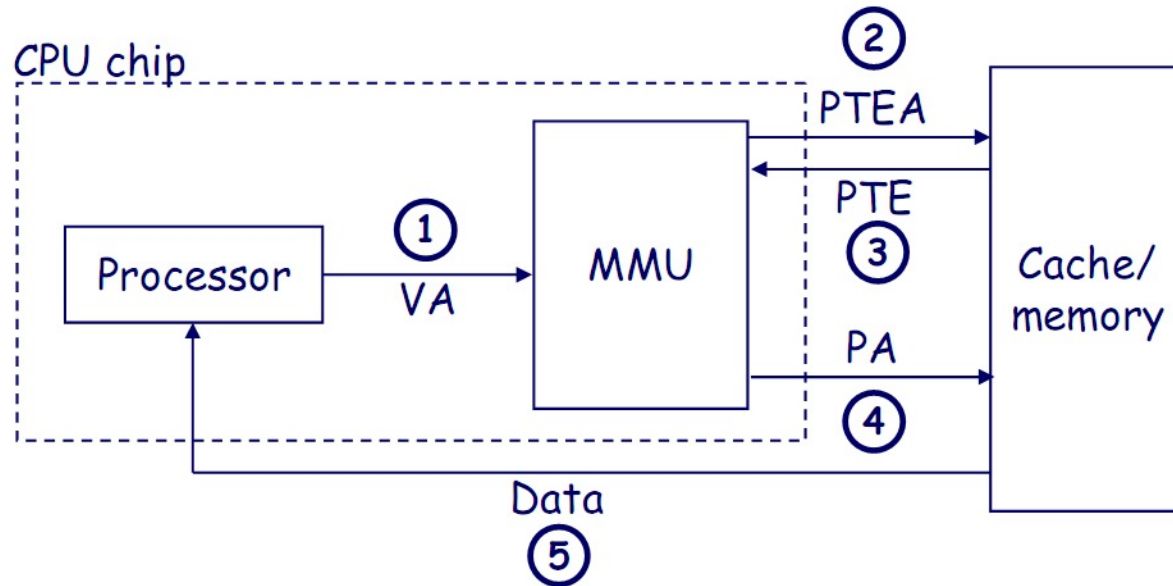 2
CPU chip
PTEA
1
PTE
Processor
MMU
3
Cache/
memory
VA
PA
4
Data
5